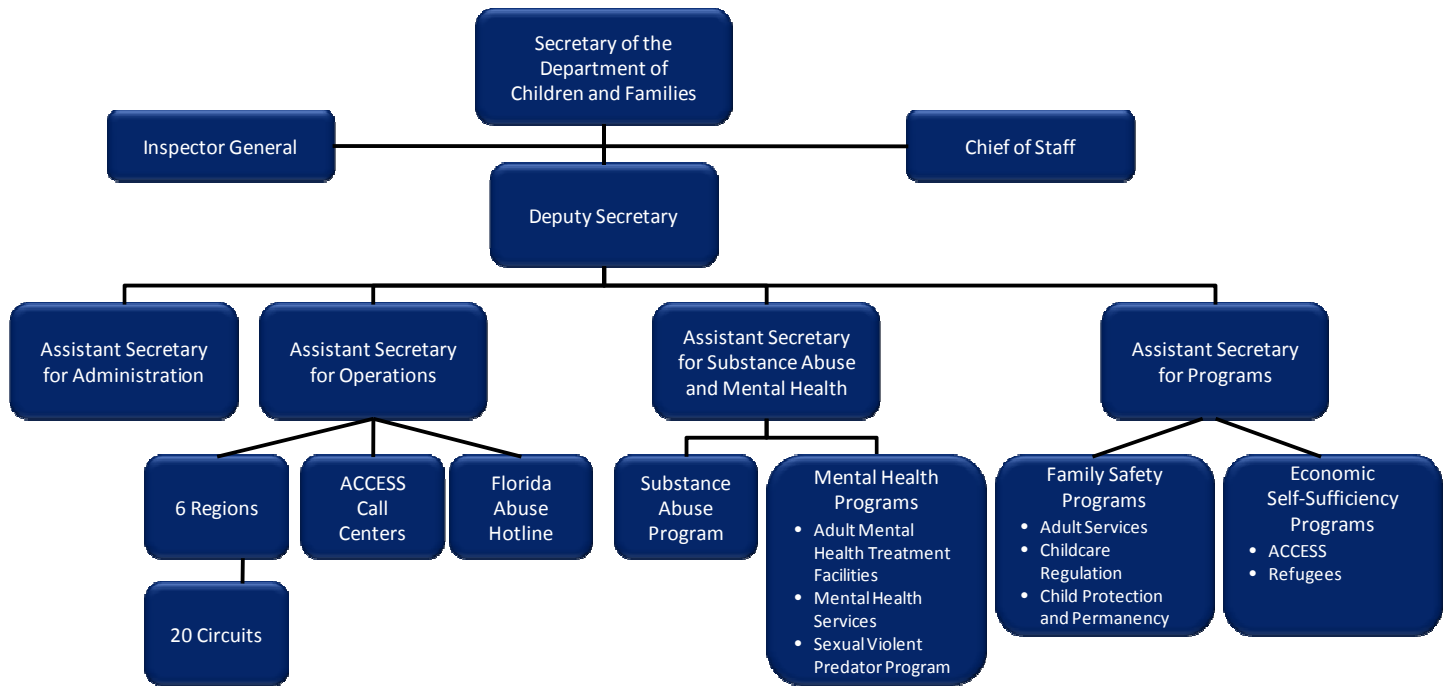 Secretary of the
Department of
Children and Families
Inspector General
Chief of Staff
Deputy Secretary
Assistant Secretary
for Administration
Assistant Secretary
for Operations
Assistant Secretary
for Substance Abuse
and Mental Health
Assistant Secretary
for Programs
6 Regions
ACCESS
Call
Centers
Florida
Abuse
Hotline
Substance
Abuse
Program
Mental Health
Programs
• Adult Mental
Health Treatment
Facilities
• Mental Health
Services
• Sexual Violent
Predator Program
Family Safety
Programs
• Adult Services
• Childcare
Regulation
• Child Protection
and Permanency
Economic
Self-Sufficiency
Programs
• ACCESS
• Refugees
20 Circuits